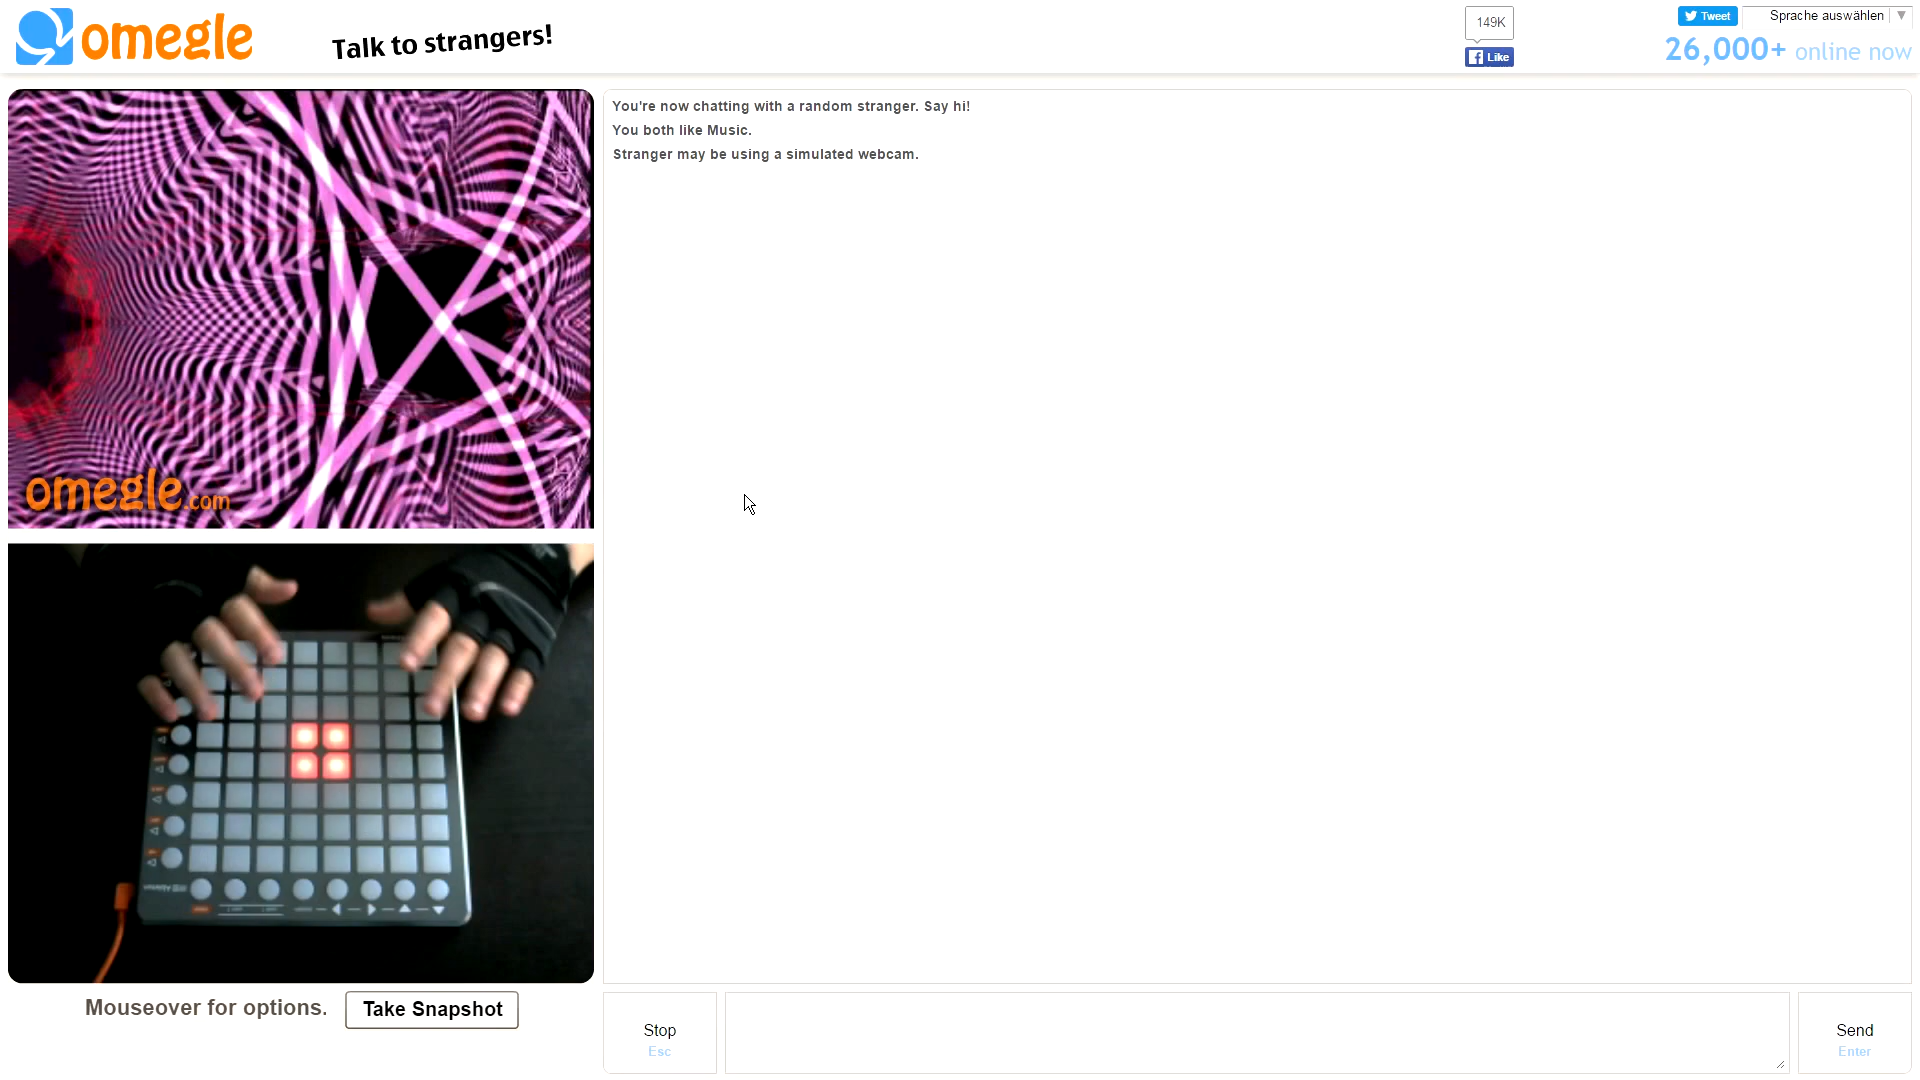 omegle
Talk to strangers!
149K
Like
Tweet
Sprache auswählen
26,000+ online now
You're now chatting with a random stranger. Say hi!
You both like Music.
Stranger may be using a simulated webcam.
omegle.com
Mouseover for options.
Take Snapshot
Stop
Esc
Send
Enter